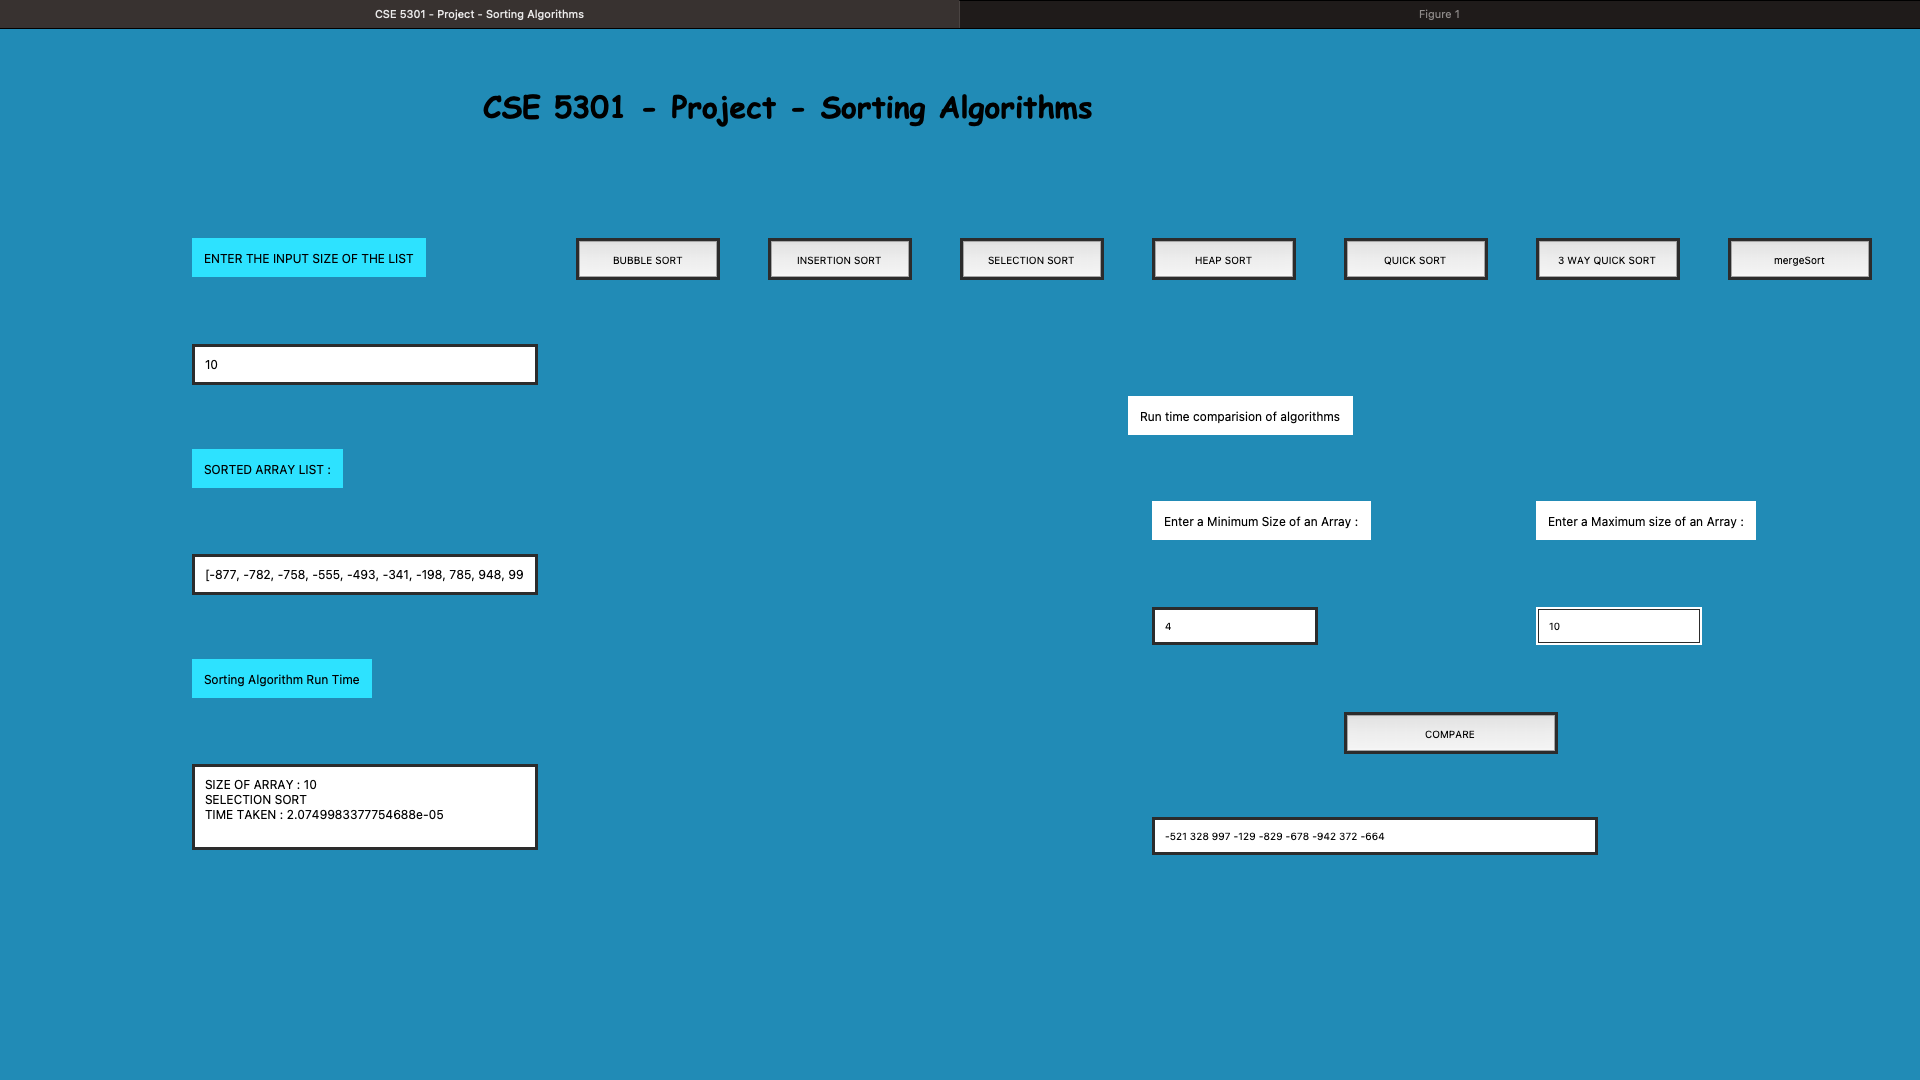 CSE 5301 - Project - Sorting Algorithms
Figure 1
CSE 5301 - Project - Sorting Algorithms
ENTER THE INPUT SIZE OF THE LIST
BUBBLE SORT
INSERTION SORT
SELECTION SORT
HEAP SORT
QUICK SORT
3 WAY QUICK SORT
mergeSort
10
Run time comparision of algorithms
SORTED ARRAY LIST :
Enter a Minimum Size of an Array :
Enter a Maximum size of an Array :
[-877, -782, -758, -555, -493, -341, -198, 785, 948, 99
4
10
Sorting Algorithm Run Time
COMPARE
SIZE OF ARRAY : 10
SELECTION SORT
TIME TAKEN : 2.0749983377754688e-05
-521 328 997 -129 -829 -678 -942 372 -664